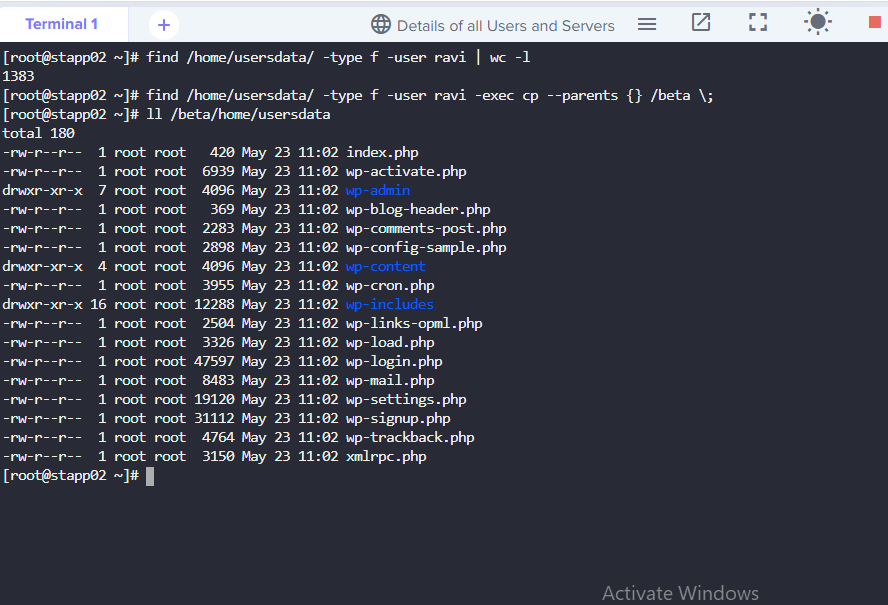 Terminal 1 + Details of all Users and Servers
[root@stapp02 ~]# find /home/usersdata/ -type f -user ravi | wc -l
1383
[root@stapp02 ~]# find /home/usersdata/ -type f -user ravi -exec cp --parents {} /beta \;
[root@stapp02 ~]# ll /beta/home/usersdata
total 180
-rw-r--r--  1 root root   420 May 23 11:02 index.php
-rw-r--r--  1 root root  6939 May 23 11:02 wp-activate.php
drwxr-xr-x  7 root root  4096 May 23 11:02 wp-admin
-rw-r--r--  1 root root   369 May 23 11:02 wp-blog-header.php
-rw-r--r--  1 root root  2283 May 23 11:02 wp-comments-post.php
-rw-r--r--  1 root root  2898 May 23 11:02 wp-config-sample.php
drwxr-xr-x  4 root root  4096 May 23 11:02 wp-content
-rw-r--r--  1 root root  3955 May 23 11:02 wp-cron.php
drwxr-xr-x 16 root root 12288 May 23 11:02 wp-includes
-rw-r--r--  1 root root  2504 May 23 11:02 wp-links-opml.php
-rw-r--r--  1 root root  3326 May 23 11:02 wp-load.php
-rw-r--r--  1 root root 47597 May 23 11:02 wp-login.php
-rw-r--r--  1 root root  8483 May 23 11:02 wp-mail.php
-rw-r--r--  1 root root 19120 May 23 11:02 wp-settings.php
-rw-r--r--  1 root root 31112 May 23 11:02 wp-signup.php
-rw-r--r--  1 root root  4764 May 23 11:02 wp-trackback.php
-rw-r--r--  1 root root  3150 May 23 11:02 xmlrpc.php
[root@stapp02 ~]#
Activate Windows